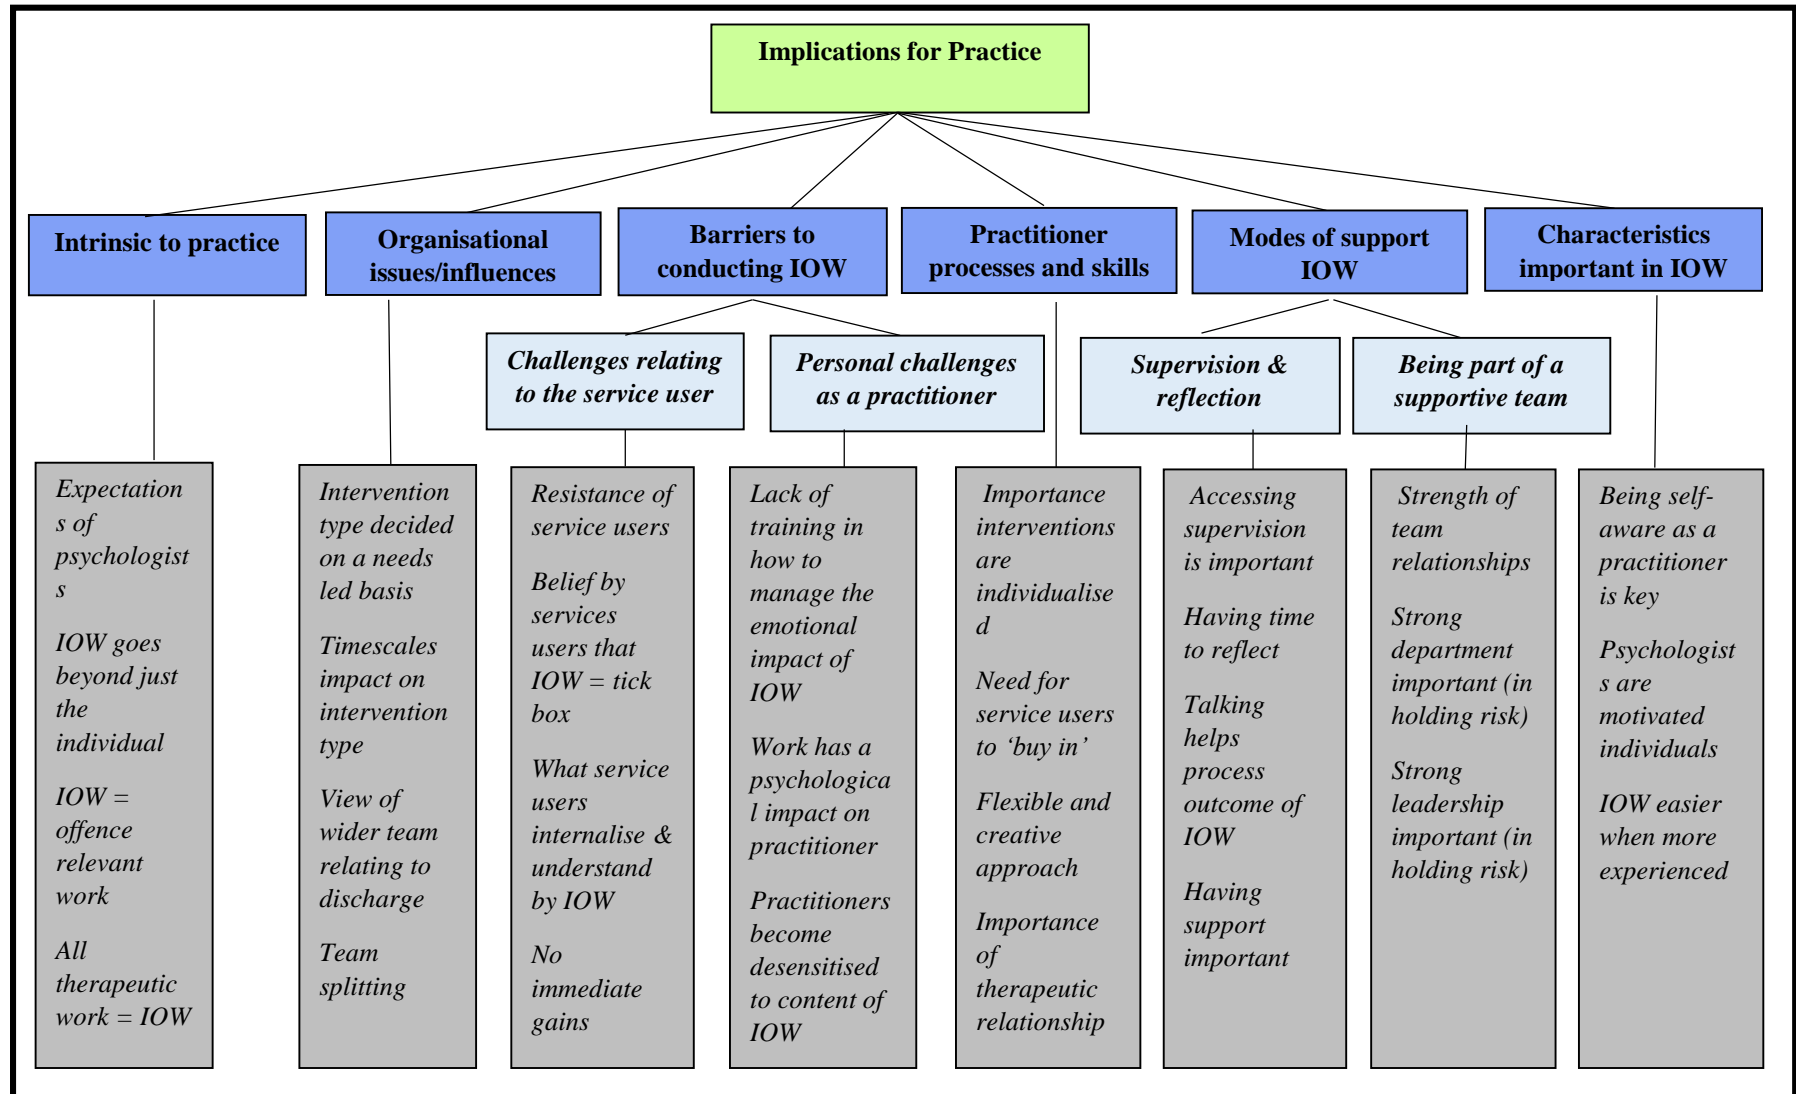 Implications for Practice
Intrinsic to practice
Organisational
issues/influences
Barriers to
conducting IOW
Practitioner
processes and skills
Modes of support
IOW
Characteristics
important in IOW
Challenges relating
to the service user
Personal challenges
as a practitioner
Supervision &
reflection
Being part of a
supportive team
Expectation
s of
psychologist
s
IOW goes
beyond just
the
individual
IOW =
offence
relevant
work
All
therapeutic
work = IOW
Intervention
type decided
on a needs
led basis
Timescales
impact on
intervention
type
View of
wider team
relating to
discharge
Team
splitting
Resistance of
service users
Belief by
services
users that
IOW = tick
box
What service
users
internalise &
understand
by IOW
No
immediate
gains
Lack of
training in
how to
manage the
emotional
impact of
IOW
Work has a
psychologica
l impact on
practitioner
Practitioners
become
desensitised
to content of
IOW
Importance
interventions
are
individualise
d
Need for
service users
to ‘buy in’
Flexible and
creative
approach
Importance
of
therapeutic
relationship
Accessing
supervision
is important
Having time
to reflect
Talking
helps
process
outcome of
IOW
Having
support
important
Strength of
team
relationships
Strong
department
important (in
holding risk)
Strong
leadership
important (in
holding risk)
Being self-
aware as a
practitioner
is key
Psychologist
s are
motivated
individuals
IOW easier
when more
experienced